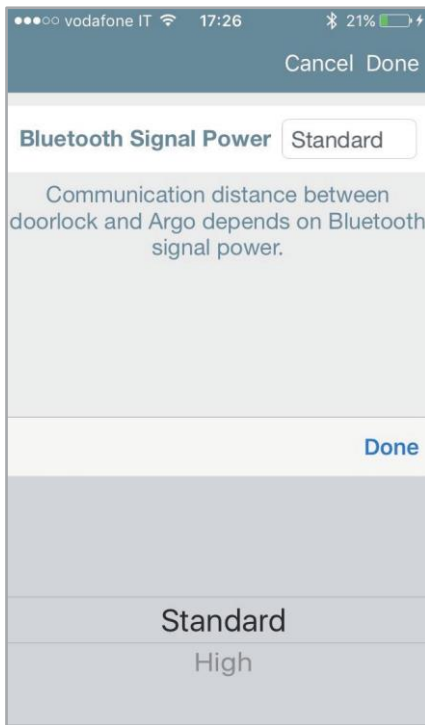 vodafone IT 17:26 21%
Cancel Done
Bluetooth Signal Power Standard
Communication distance between
doorlock and Argo depends on Bluetooth
signal power.
Done
Standard
High